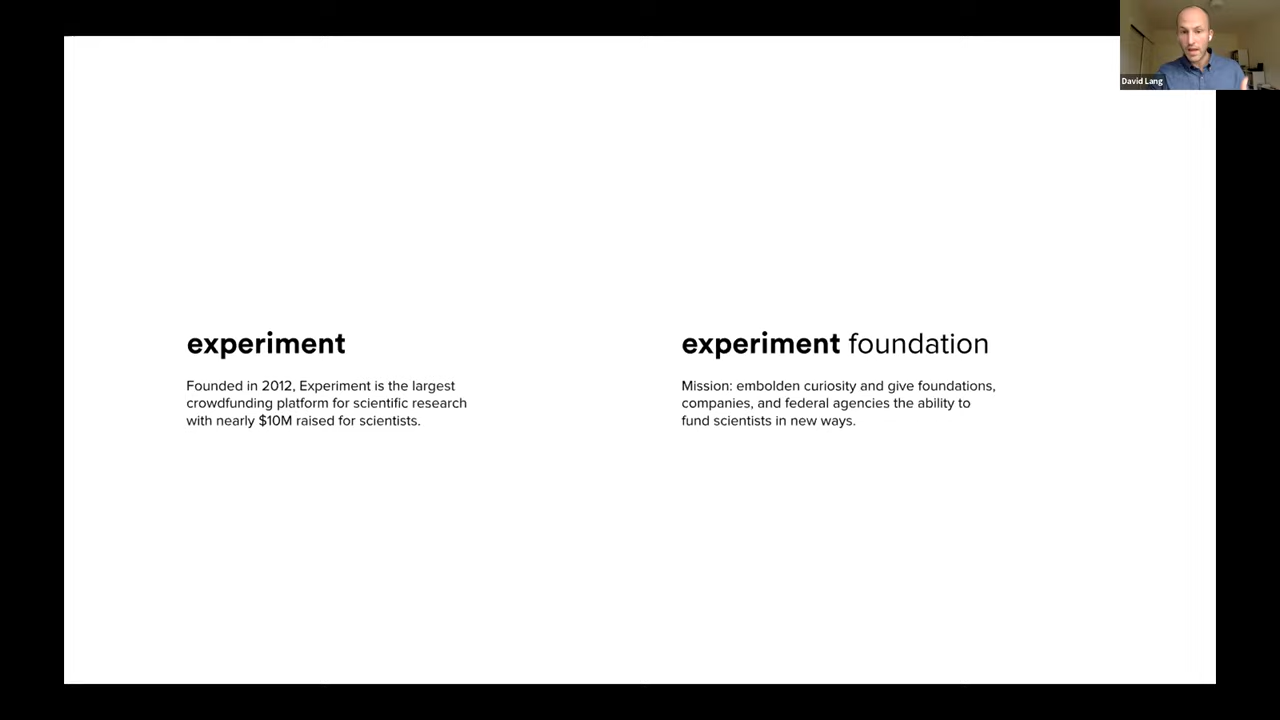 David Lang
experiment
Founded in 2012, Experiment is the largest
crowdfunding platform for scientific research
with nearly $10M raised for scientists.
experiment foundation
Mission: embolden curiosity and give foundations,
companies, and federal agencies the ability to
fund scientists in new ways.